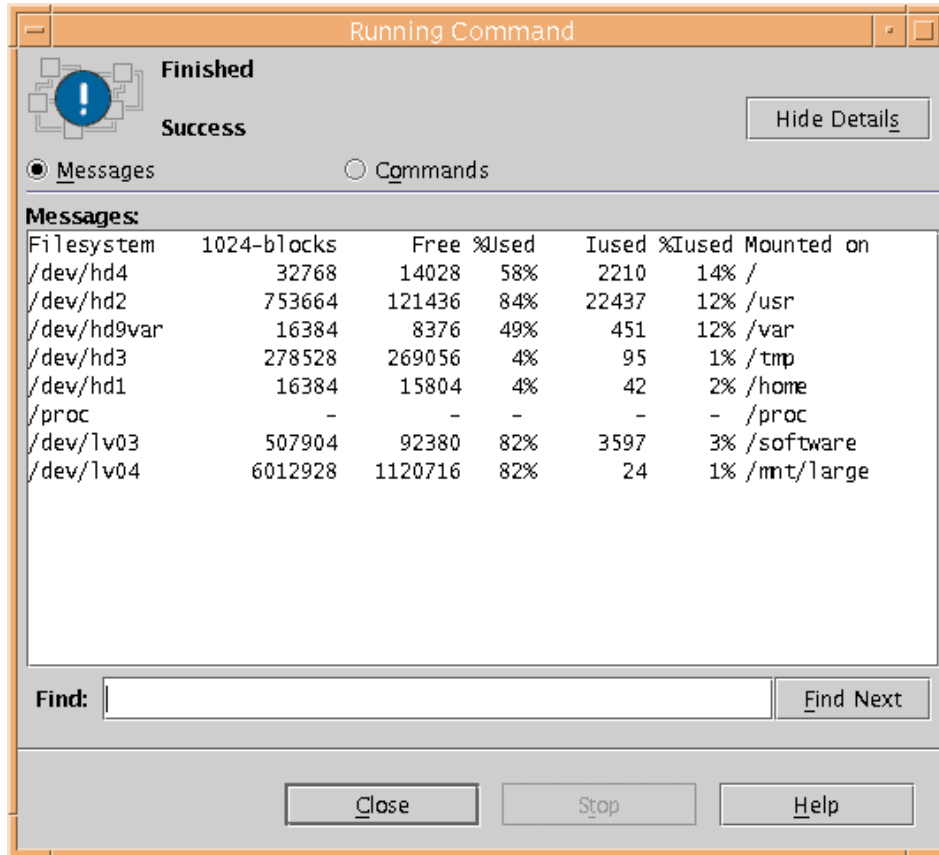 Running Command
Finished
Success
Hide Details
Messages
Commands
Messages:
Filesystem 1024-blocks Free %Used Iused %Iused Mounted on
/dev/hd4 32768 14028 58% 2210 14% /
/dev/hd2 753664 121436 84% 22437 12% /usr
/dev/hd9var 16384 8376 49% 451 12% /var
/dev/hd3 278528 269056 4% 95 1% /tmp
/dev/hd1 16384 15804 4% 42 2% /home
/proc - - - - - /proc
/dev/lv03 507904 92380 82% 3597 3% /software
/dev/lv04 6012928 1120716 82% 24 1% /mnt/large
Find:
Find Next
Close
Stop
Help